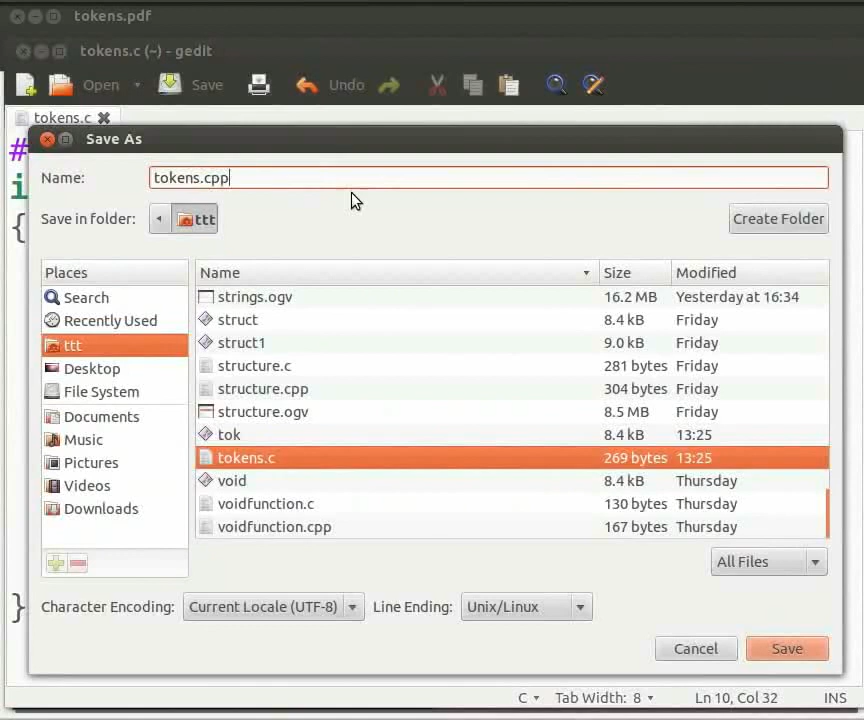 tokens.pdf
tokens.c (~) - gedit
Open Save Undo
tokens.c
#
Save As
i
Name: tokens.cpp
{
Save in folder: ttt Create Folder
Places Name Size Modified
Search strings.ogv 16.2 MB Yesterday at 16:34
Recently Used struct 8.4 kB Friday
ttt struct1 9.0 kB Friday
Desktop structure.c 281 bytes Friday
File System structure.cpp 304 bytes Friday
Documents structure.ogv 8.5 MB Friday
Music tok 8.4 kB 13:25
Pictures tokens.c 269 bytes 13:25
Videos void 8.4 kB Thursday
Downloads voidfunction.c 130 bytes Thursday
voidfunction.cpp 167 bytes Thursday
All Files
}
Character Encoding: Current Locale (UTF-8) Line Ending: Unix/Linux
Cancel Save
C Tab Width: 8 Ln 10, Col 32 INS